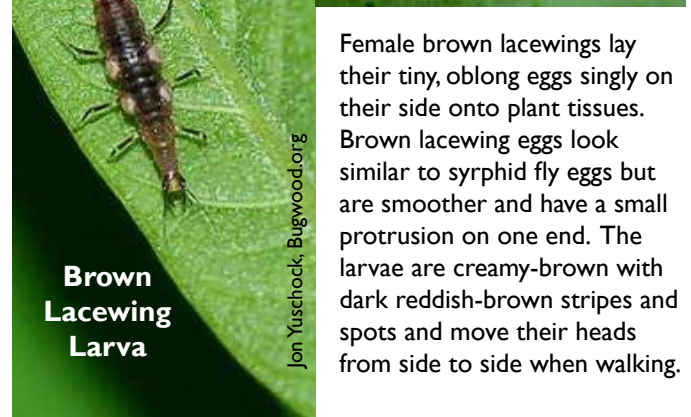 Female brown lacewings lay
their tiny, oblong eggs singly on
their side onto plant tissues.
Brown lacewing eggs look
similar to syrphid fly eggs but
are smoother and have a small
protrusion on one end. The
larvae are creamy-brown with
dark reddish-brown stripes and
spots and move their heads
from side to side when walking.
Jon Yuschock, Bugwood.org
Brown
Lacewing
Larva